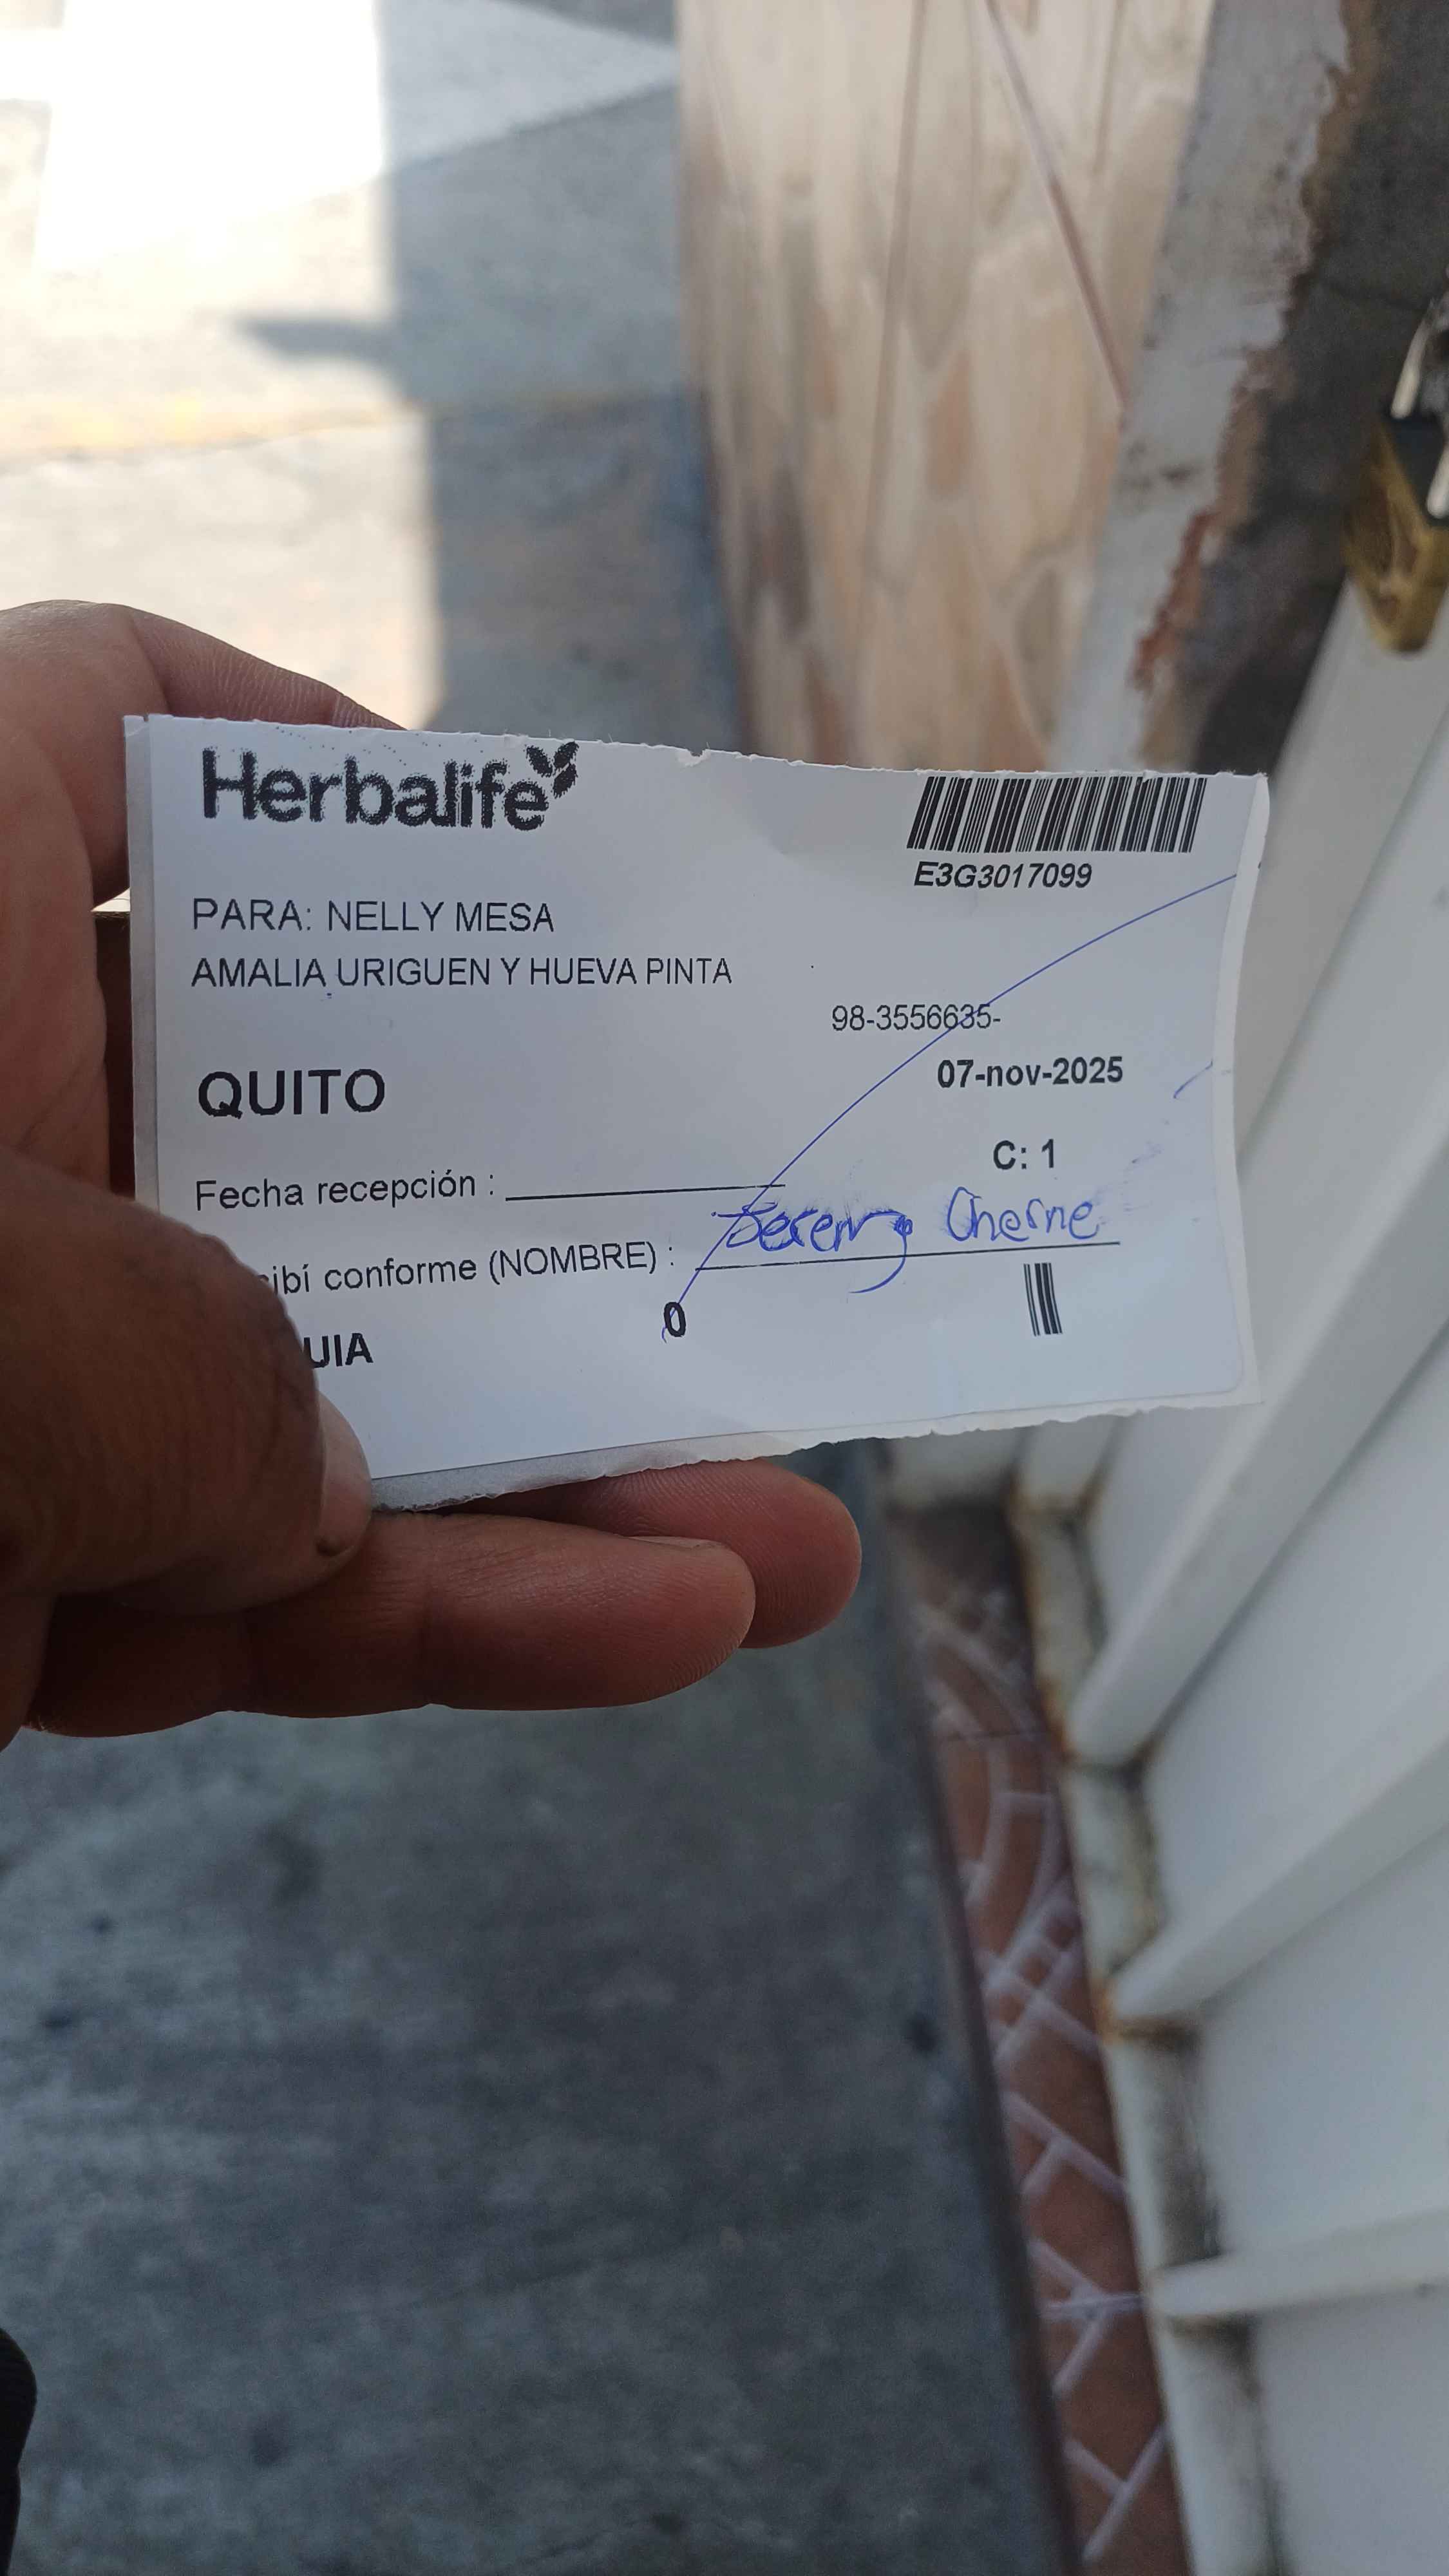 Herbalife
E3G3017099
PARA: NELLY MESA
AMALIA URIGUEN Y HUEVA PINTA
98-3556635-
QUITO
07-nov-2025
C: 1
Fecha recepción :
ibí conforme (NOMBRE) :
UIA
0